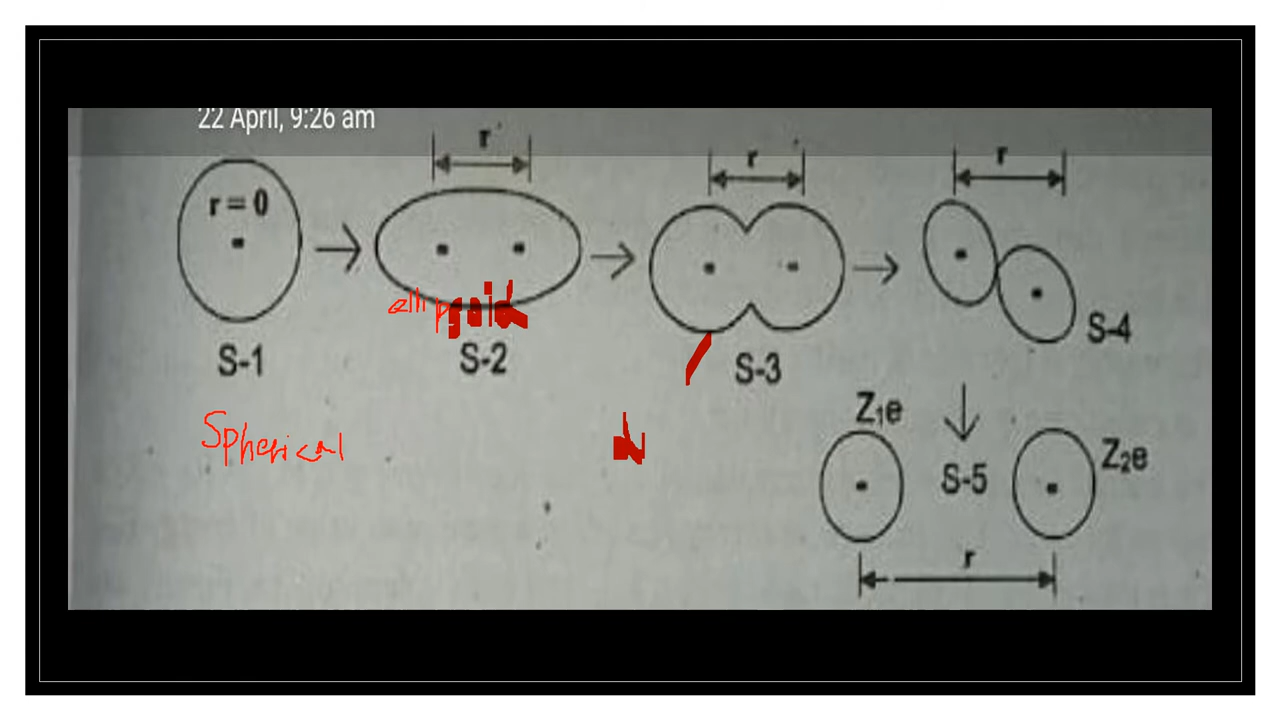 22 April, 9:26 am
r = 0
r
r
r
S-1
S-2
S-3
S-4
Spherical
Z₁e
Z₂e
S-5
r